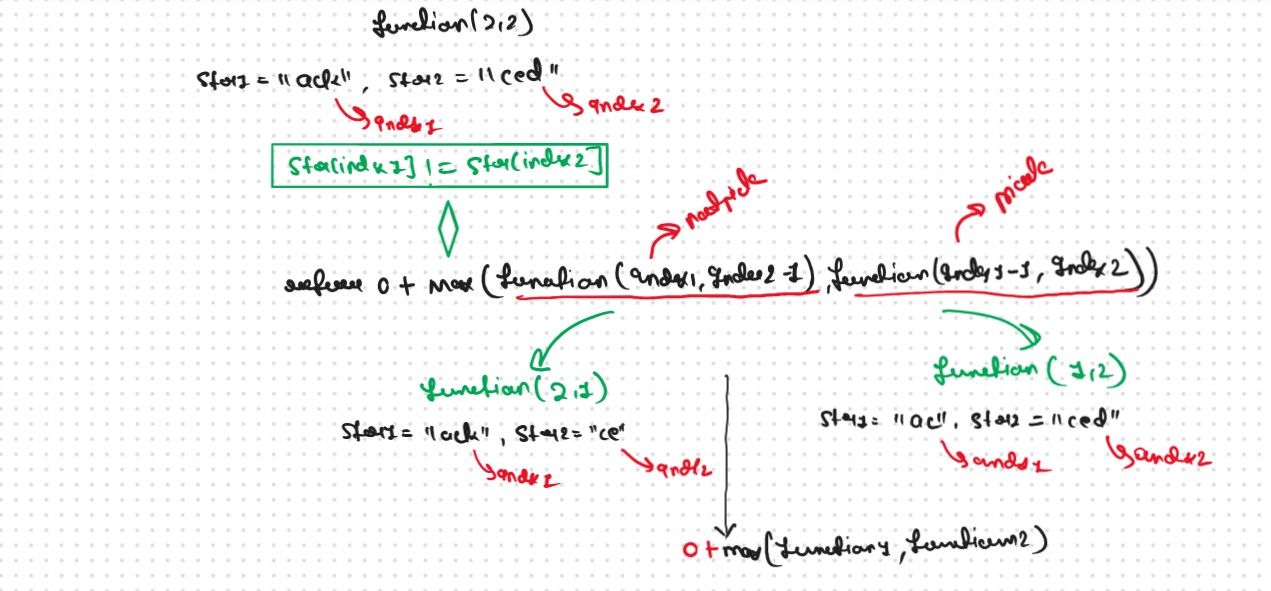 function(2,2)
Str1 = "ack", Str2 = "ced"
index1
index2
Str[index1] != Str[index2]
notpick
pick
return 0 + max(function(index1, index2-1), function(index1-1, index2))
function(2,1)
function(1,2)
Str1 = "ack", Str2 = "ce"
Str1 = "ac", Str2 = "ced"
index1
index2
index1
index2
0 + max(function1, function2)